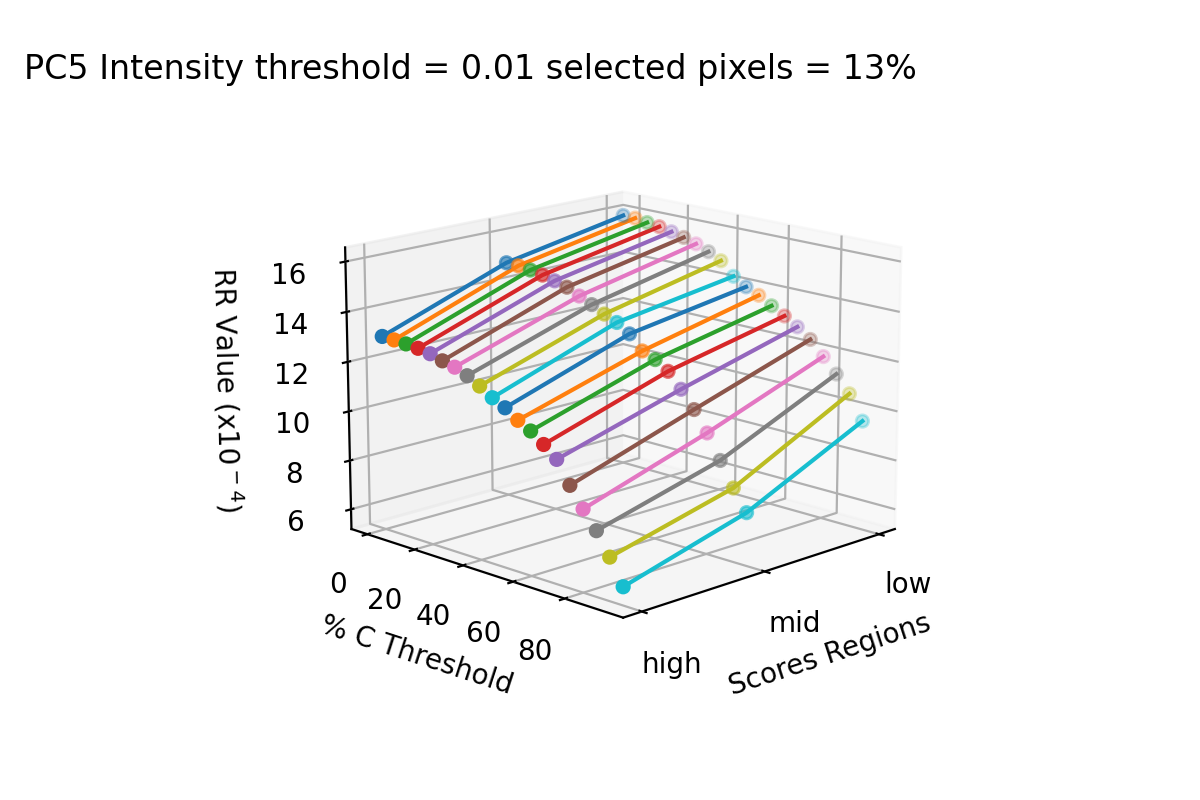 PC5 Intensity threshold = 0.01 selected pixels = 13%
RR Value (x10⁻⁴)
16
14
12
10
8
6
0
20
40
60
80
% C Threshold
high
mid
low
Scores Regions